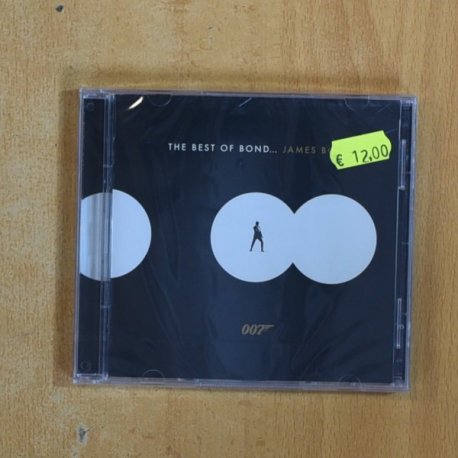 THE BEST OF BOND... JAMES B
€ 12,00
007